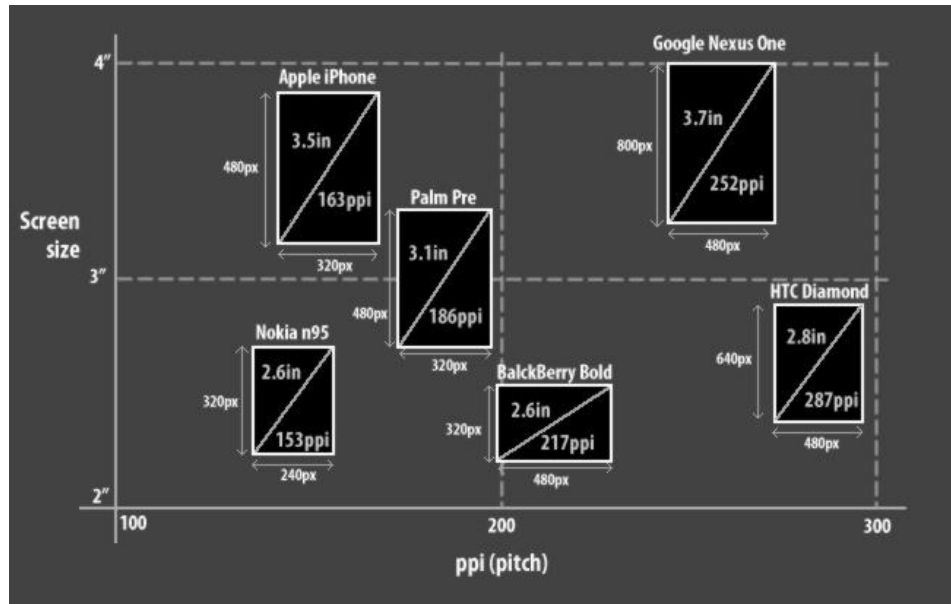 Google Nexus One
4”
Apple iPhone
3.5in
163ppi
480px
320px
3.7in
252ppi
800px
480px
Palm Pre
3.1in
186ppi
480px
320px
Screen
size
3”
HTC Diamond
2.8in
287ppi
640px
480px
Nokia n95
2.6in
153ppi
320px
240px
BalckBerry Bold
2.6in
217ppi
320px
480px
2”
100
200
300
ppi (pitch)